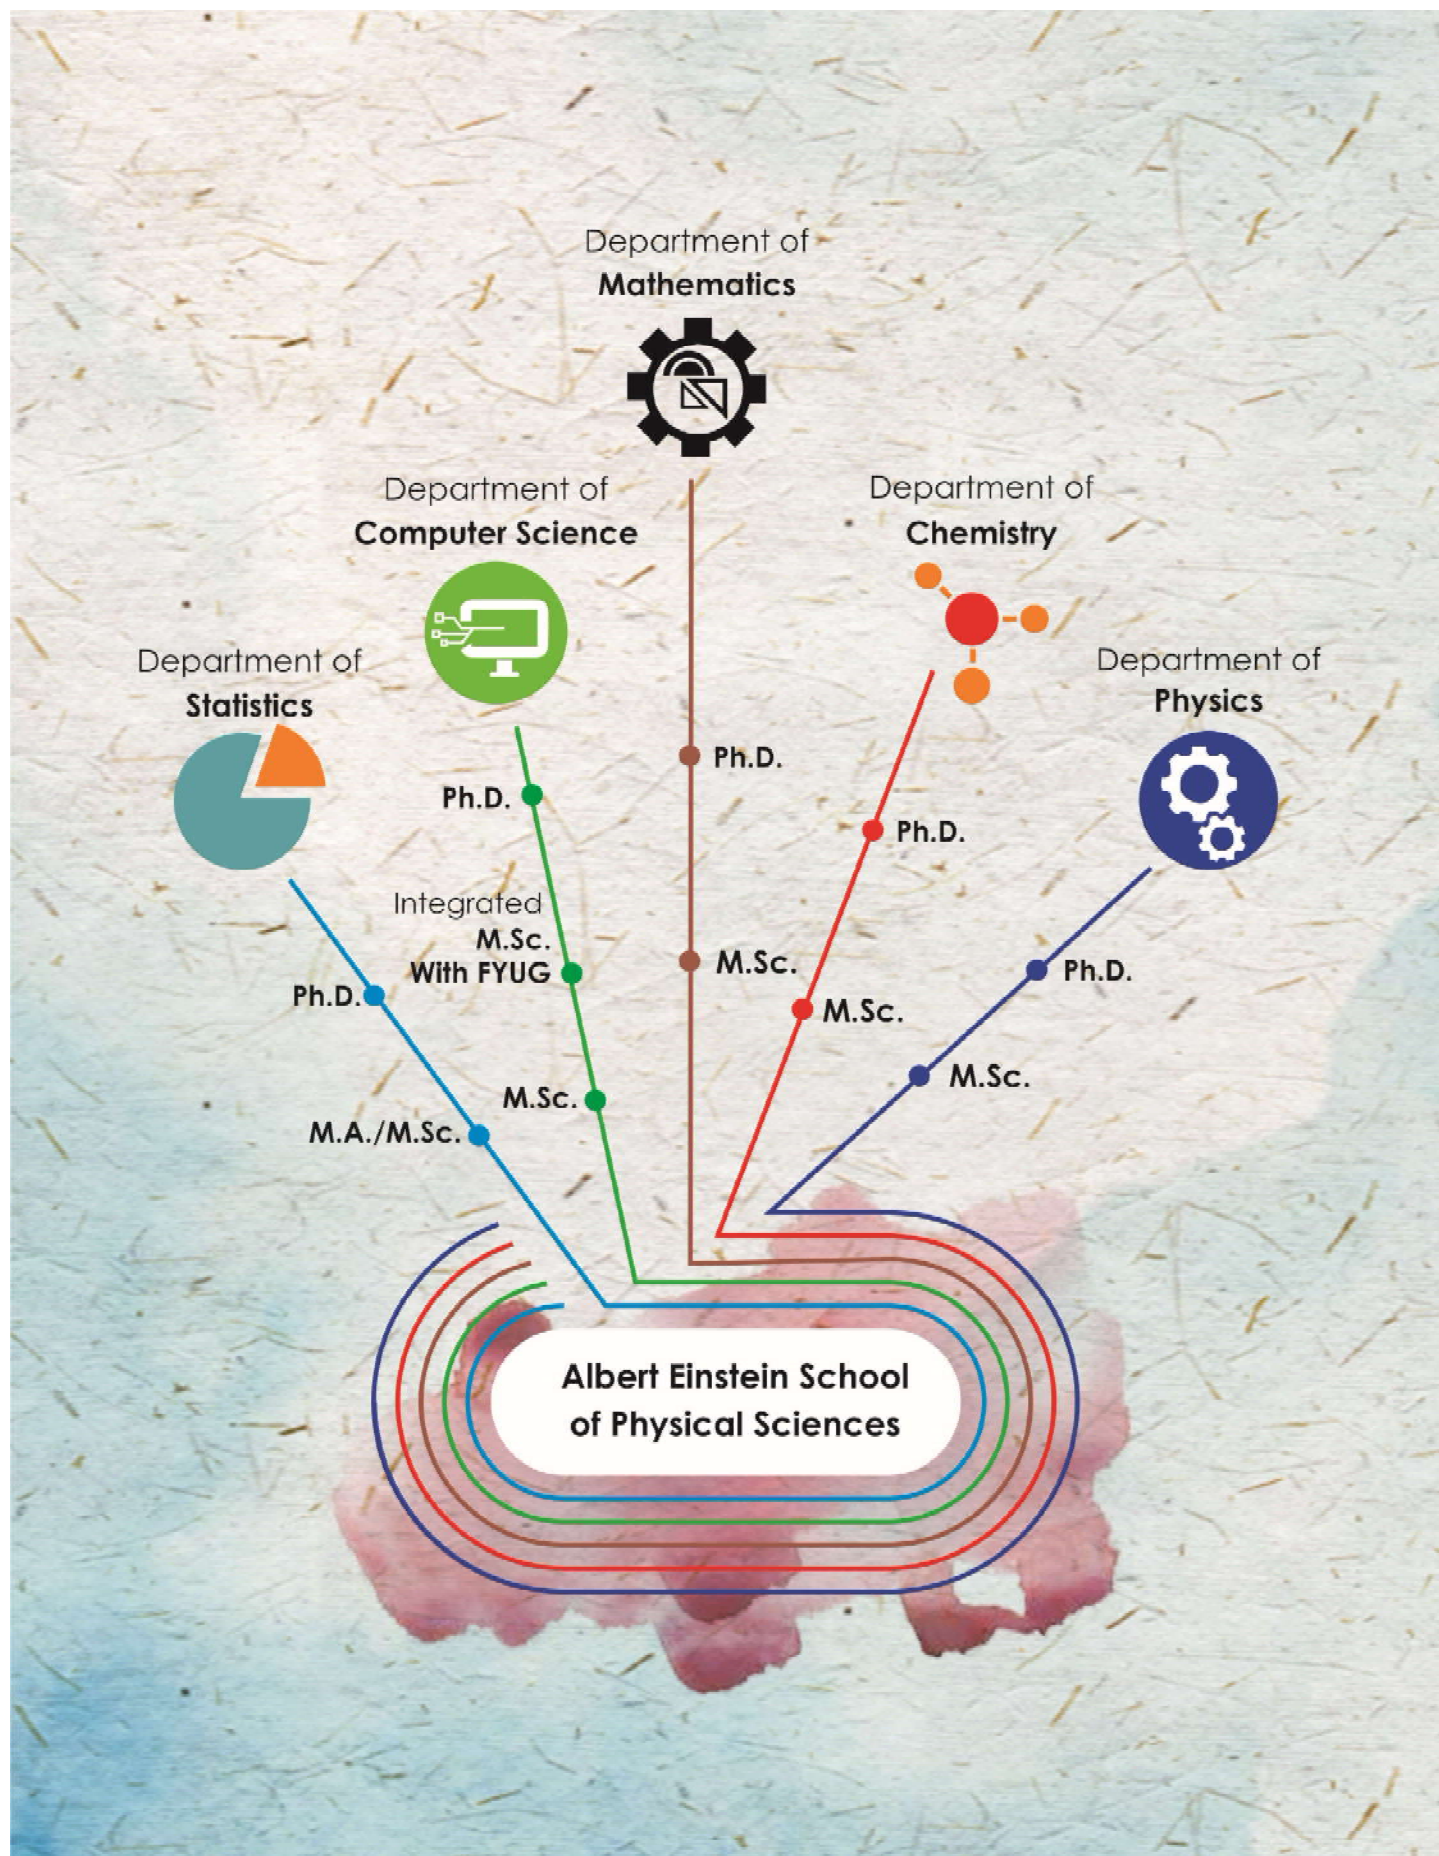 Department of
Mathematics
Department of
Computer Science
Department of
Chemistry
Department of
Statistics
Department of
Physics
Ph.D.
Ph.D.
Ph.D.
Integrated
M.Sc.
With FYUG
M.Sc.
Ph.D.
Ph.D.
M.Sc.
M.Sc.
M.Sc.
M.A./M.Sc.
Albert Einstein School
of Physical Sciences